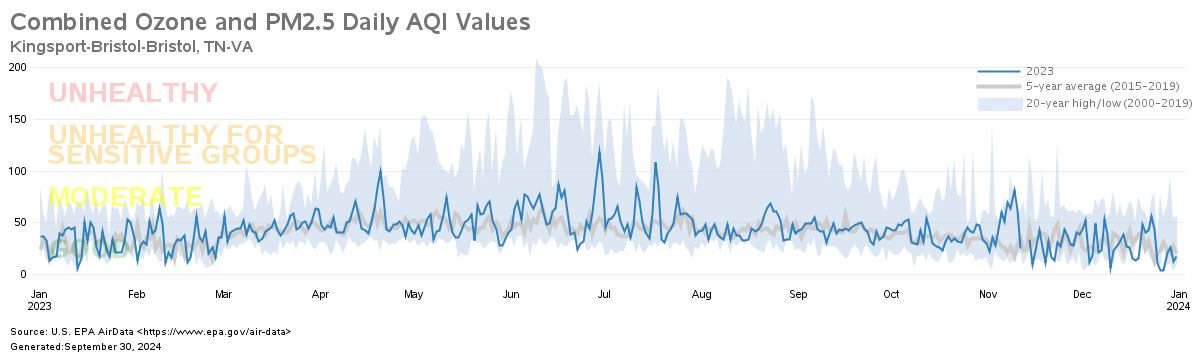 Combined Ozone and PM2.5 Daily AQI Values
Kingsport-Bristol-Bristol, TN-VA
200
150
100
50
0
UNHEALTHY
UNHEALTHY FOR
SENSITIVE GROUPS
MODERATE
GOOD
2023
5-year average (2015-2019)
20-year high/low (2000-2019)
Jan Feb Mar Apr May Jun Jul Aug Sep Oct Nov Dec Jan
2023 2024
Source: U.S. EPA AirData <https://www.epa.gov/air-data>
Generated:September 30, 2024